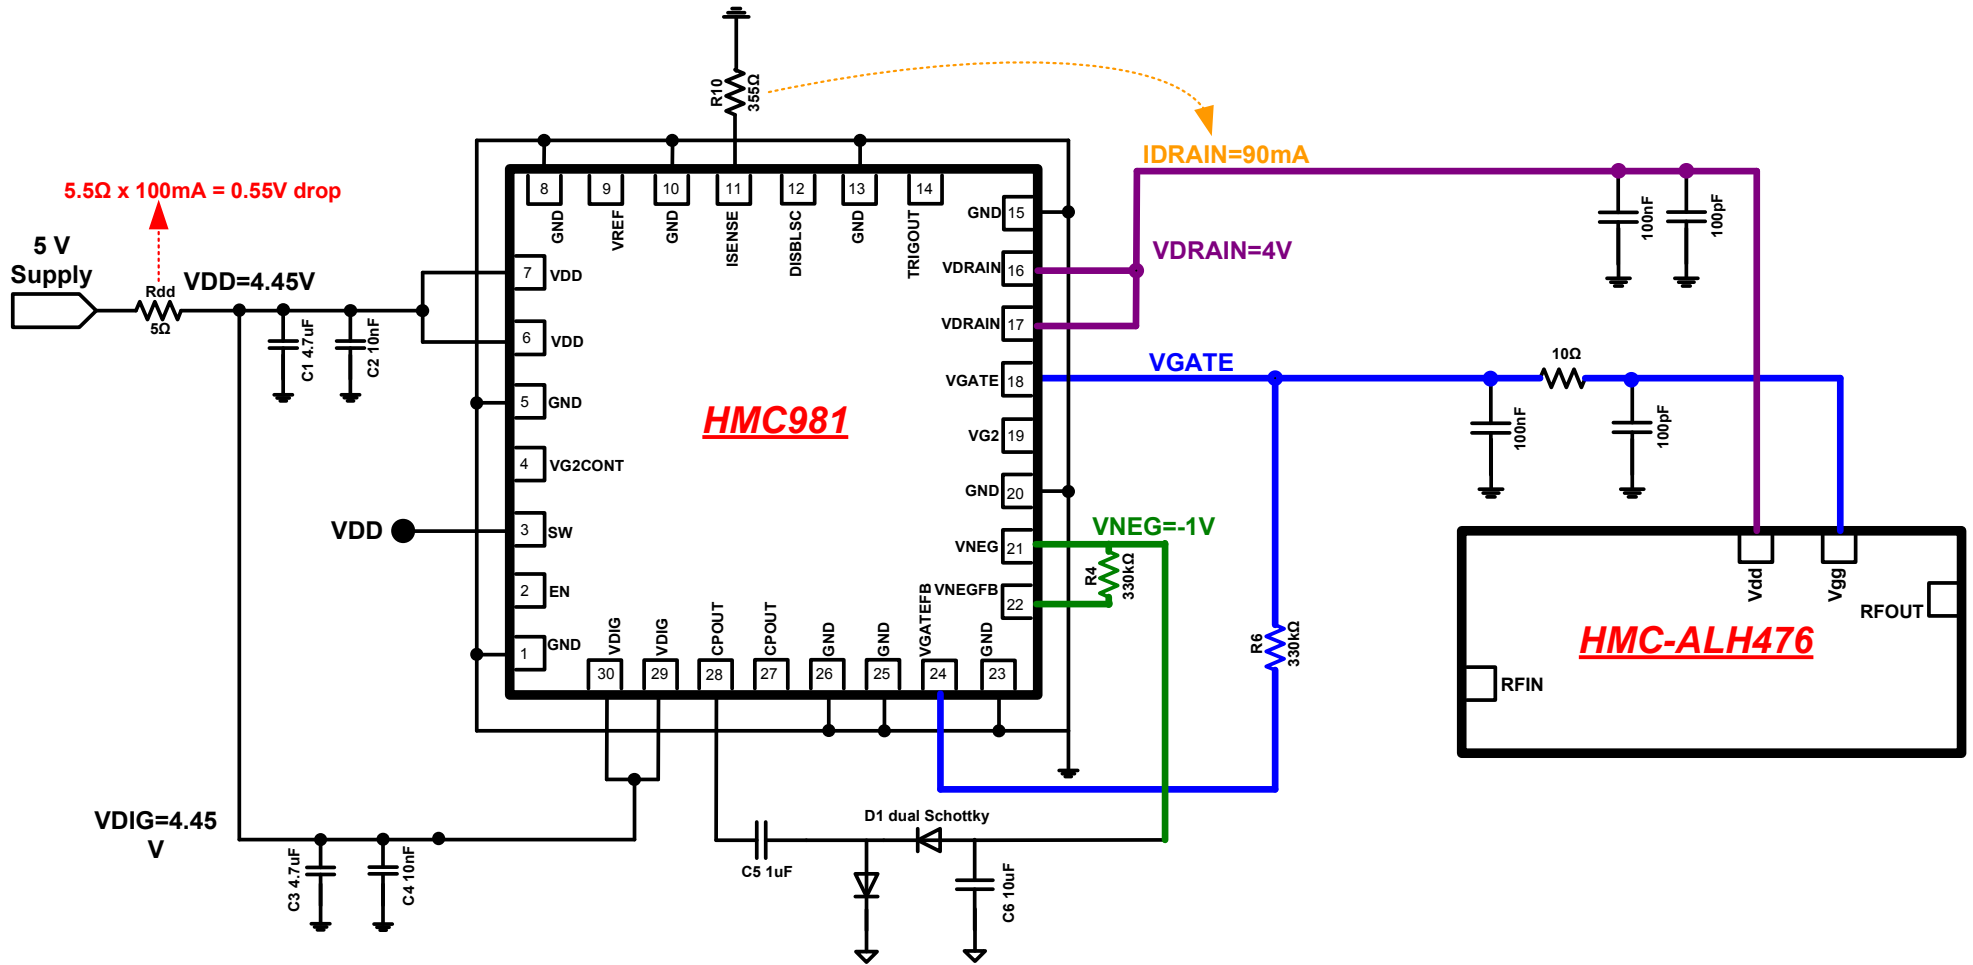 R10
355Ω
IDRAIN=90mA
5.5Ω x 100mA = 0.55V drop
5 V
Supply
VDD=4.45V
Rdd
5Ω
C1 4.7uF
C2 10nF
8
GND
9
VREF
10
GND
11
ISENSE
12
DISBLSC
13
GND
14
TRIGOUT
7
VDD
6
VDD
5
GND
4
VG2CONT
VDD
3
SW
2
EN
1
GND
HMC981
GND
15
VDRAIN
16
VDRAIN
17
VGATE
18
VG2
19
GND
20
VNEG
21
VNEGFB
22
VDIG
30
VDIG
29
CPOUT
28
CPOUT
27
GND
26
GND
25
VGATEFB
24
GND
23
VDRAIN=4V
100nF
100pF
VGATE
10Ω
100nF
100pF
VNEG=-1V
R4
330kΩ
R6
330kΩ
Vdd
Vgg
RFOUT
HMC-ALH476
RFIN
VDIG=4.45
V
C3 4.7uF
C4 10nF
C5 1uF
D1 dual Schottky
C6 10uF